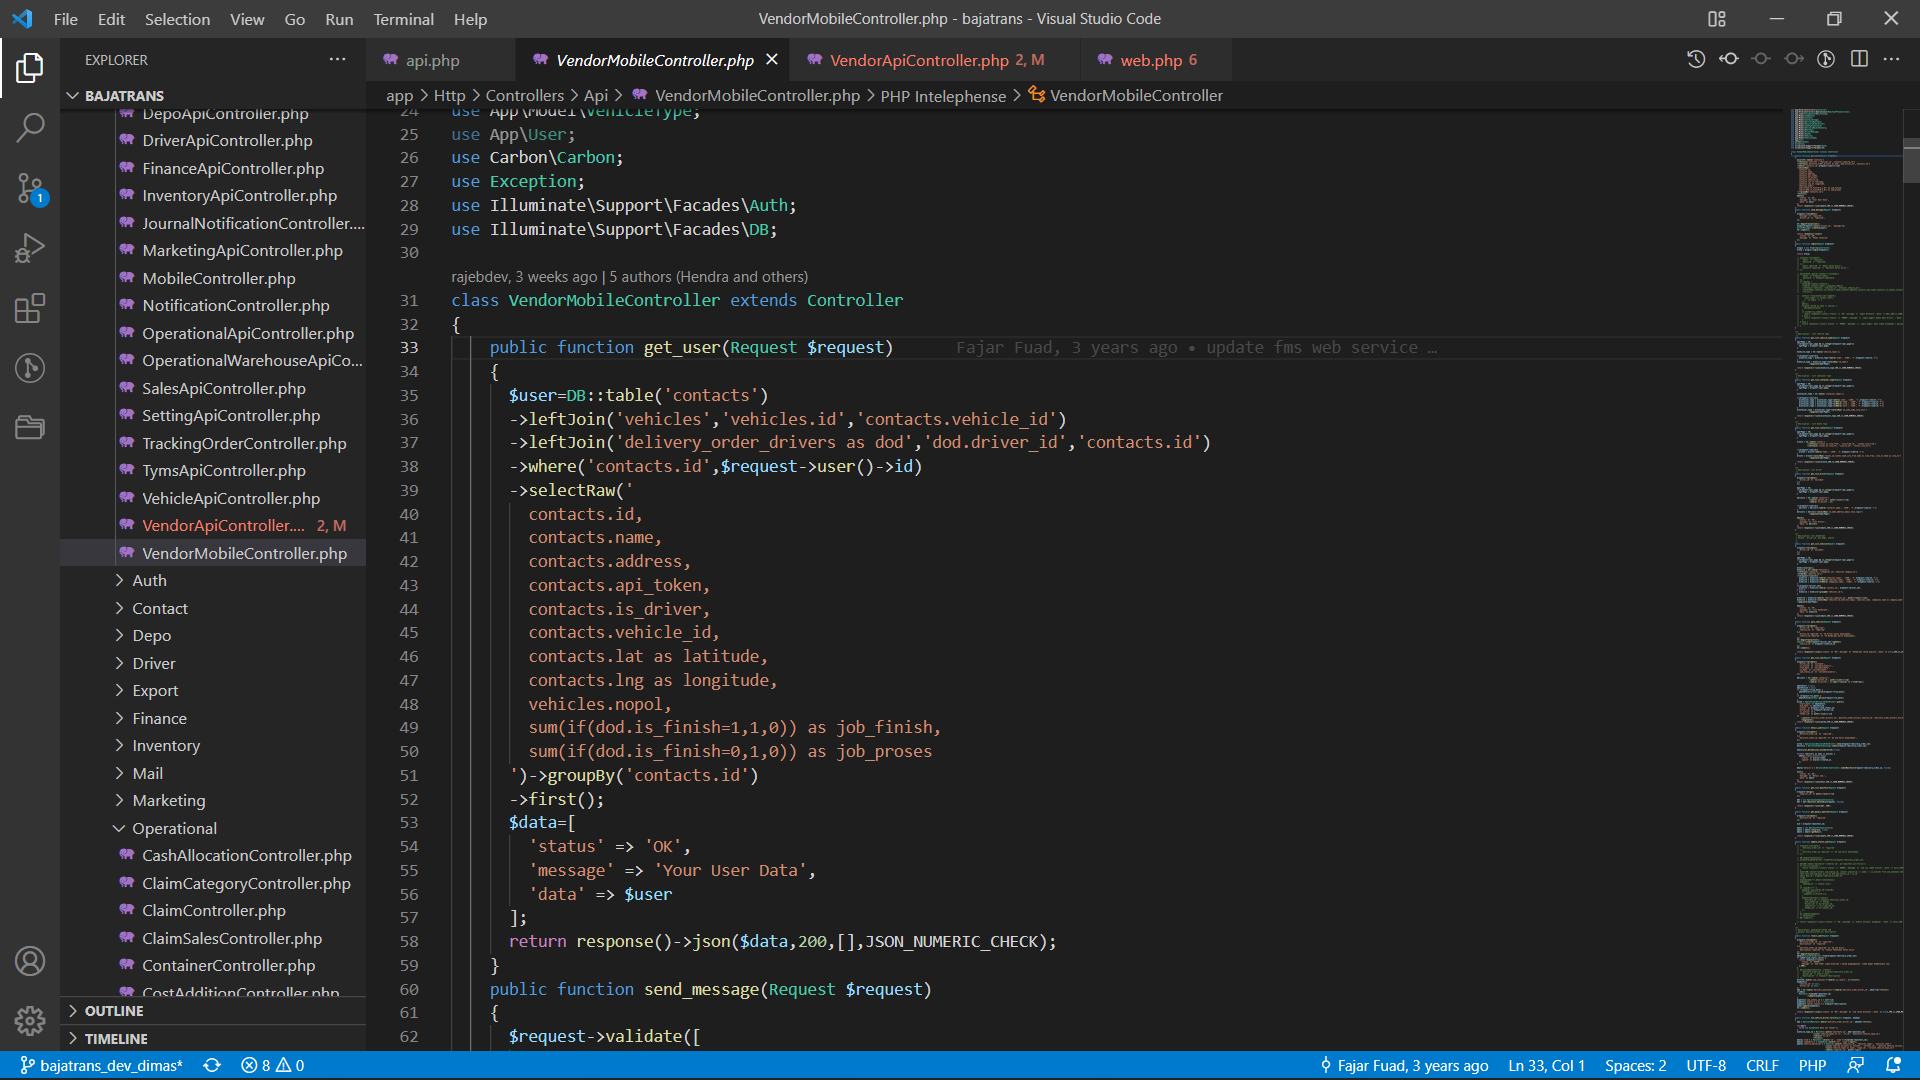 File Edit Selection View Go Run Terminal Help
VendorMobileController.php - bajatrans - Visual Studio Code
EXPLORER
api.php
VendorMobileController.php
VendorApiController.php 2, M
web.php 6
BAJATRANS
app > Http > Controllers > Api > VendorMobileController.php > PHP Intelephense > VendorMobileController
DepoApiController.php
DriverApiController.php
FinanceApiController.php
InventoryApiController.php
JournalNotificationController....
MarketingApiController.php
MobileController.php
NotificationController.php
OperationalApiController.php
OperationalWarehouseApiCo...
SalesApiController.php
SettingApiController.php
TrackingOrderController.php
TymsApiController.php
VehicleApiController.php
VendorApiController.... 2, M
VendorMobileController.php
Auth
Contact
Depo
Driver
Export
Finance
Inventory
Mail
Marketing
Operational
CashAllocationController.php
ClaimCategoryController.php
ClaimController.php
ClaimSalesController.php
ContainerController.php
CostAdditionController.php
OUTLINE
TIMELINE
1
24 use App\Model\VehicleType;
25 use App\User;
26 use Carbon\Carbon;
27 use Exception;
28 use Illuminate\Support\Facades\Auth;
29 use Illuminate\Support\Facades\DB;
30
rajebdev, 3 weeks ago | 5 authors (Hendra and others)
31 class VendorMobileController extends Controller
32 {
33 public function get_user(Request $request) Fajar Fuad, 3 years ago • update fms web service …
34 {
35 $user=DB::table('contacts')
36 ->leftJoin('vehicles','vehicles.id','contacts.vehicle_id')
37 ->leftJoin('delivery_order_drivers as dod','dod.driver_id','contacts.id')
38 ->where('contacts.id',$request->user()->id)
39 ->selectRaw('
40 contacts.id,
41 contacts.name,
42 contacts.address,
43 contacts.api_token,
44 contacts.is_driver,
45 contacts.vehicle_id,
46 contacts.lat as latitude,
47 contacts.lng as longitude,
48 vehicles.nopol,
49 sum(if(dod.is_finish=1,1,0)) as job_finish,
50 sum(if(dod.is_finish=0,1,0)) as job_proses
51 ')->groupBy('contacts.id')
52 ->first();
53 $data=[
54 'status' => 'OK',
55 'message' => 'Your User Data',
56 'data' => $user
57 ];
58 return response()->json($data,200,[],JSON_NUMERIC_CHECK);
59 }
60 public function send_message(Request $request)
61 {
62 $request->validate([
bajatrans_dev_dimas* 8 0
Fajar Fuad, 3 years ago Ln 33, Col 1 Spaces: 2 UTF-8 CRLF PHP